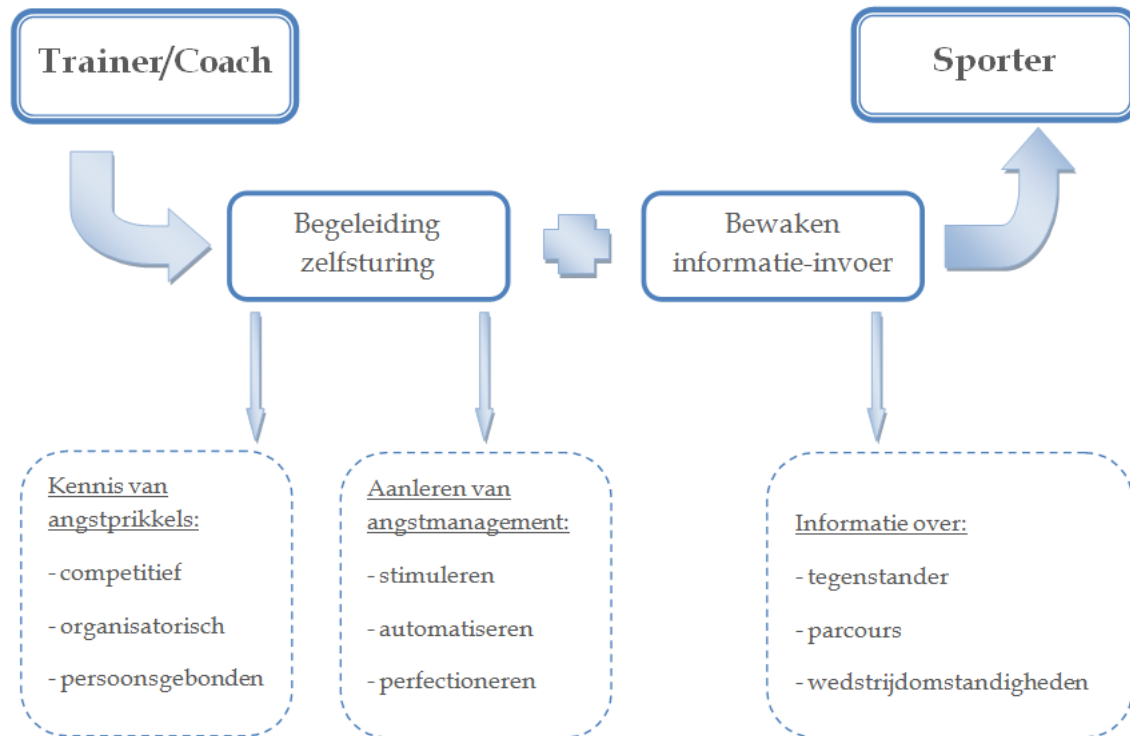 Trainer/Coach
Sporter
Begeleiding
zelfsturing
Bewaken
informatie-invoer
Kennis van
angstprikkels:
- competitief
- organisatorisch
- persoonsgebonden
Aanleren van
angstmanagement:
- stimuleren
- automatiseren
- perfectioneren
Informatie over:
- tegenstander
- parcours
- wedstrijdomstandigheden